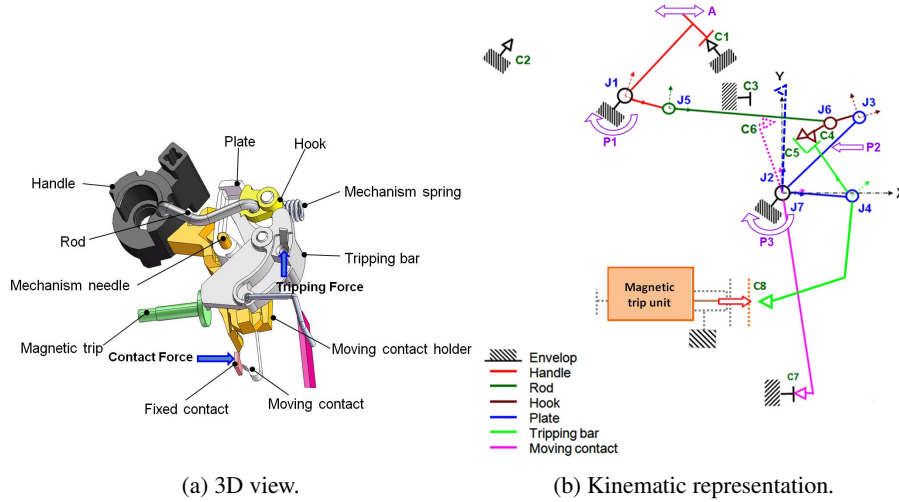 Plate
Hook
Handle
Mechanism spring
Rod
Tripping bar
Mechanism needle
Tripping Force
Magnetic trip
Contact Force
Moving contact holder
Fixed contact
Moving contact
(a) 3D view.
A
C1
C2
J1
C3
Y
J5
J6
J3
C6
C4
C5
P1
P2
J2
X
J7
J4
P3
Magnetic
trip unit
C8
C7
Envelop
Handle
Rod
Hook
Plate
Tripping bar
Moving contact
(b) Kinematic representation.